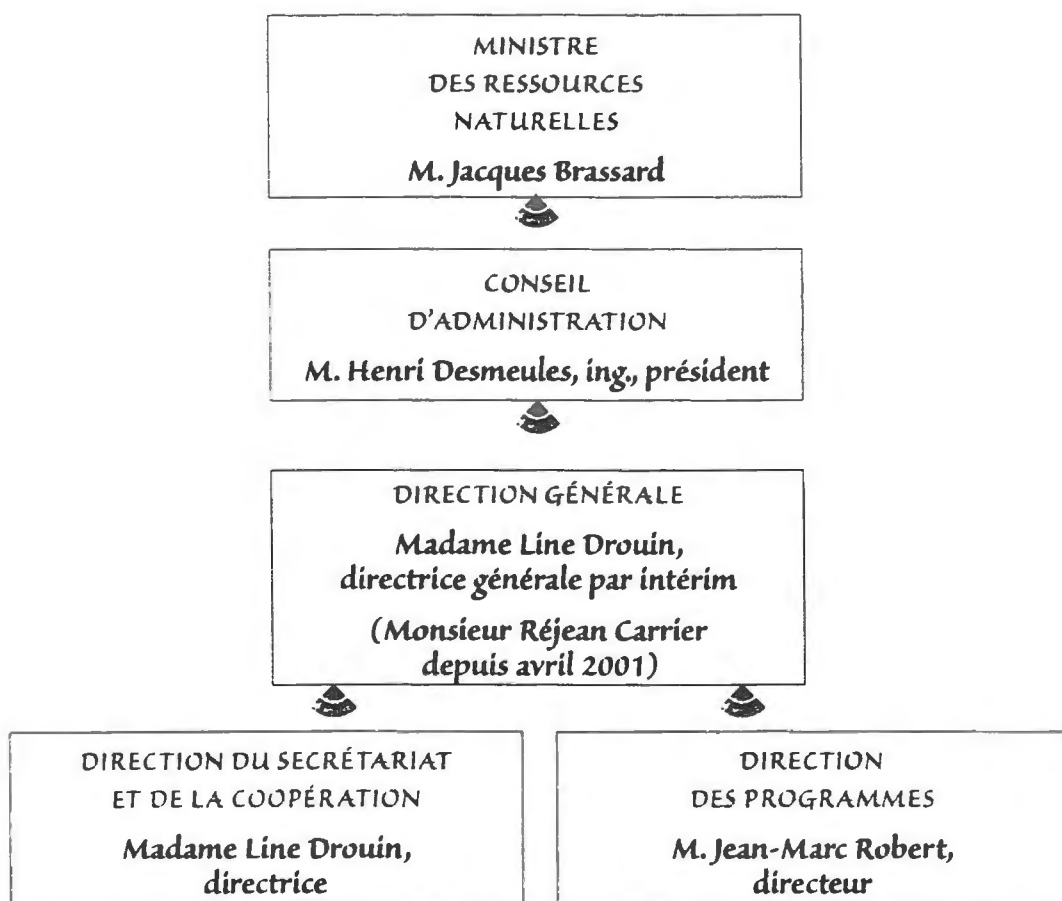 MINISTRE
DES RESSOURCES
NATURELLES
M. Jacques Brassard
CONSEIL
D'ADMINISTRATION
M. Henri Desmeules, ing., président
DIRECTION GÉNÉRALE
Madame Line Drouin,
directrice générale par intérim
(Monsieur Réjean Carrier
depuis avril 2001)
DIRECTION DU SECRÉTARIAT
ET DE LA COOPÉRATION
Madame Line Drouin,
directrice
DIRECTION
DES PROGRAMMES
M. Jean-Marc Robert,
directeur